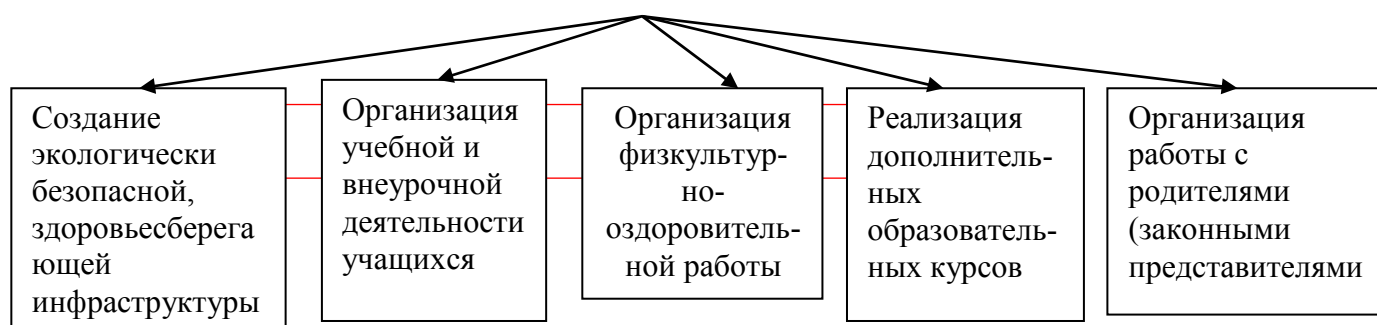 Создание
экологически
безопасной,
здоровьесберега
ющей
инфраструктуры
Организация
учебной и
внеурочной
деятельности
учащихся
Организация
физкультур-
но-
оздоровитель-
ной работы
Реализация
дополнитель-
ных
образователь-
ных курсов
Организация
работы с
родителями
(законными
представителями